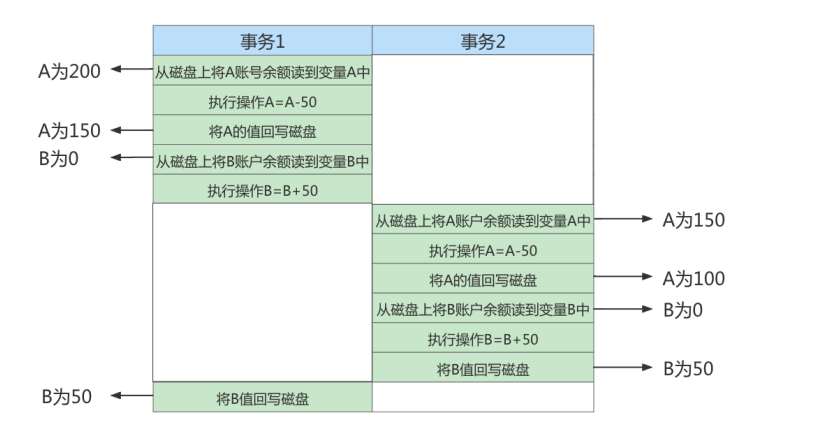 事务1 事务2
A为200 从磁盘上将A账号余额读到变量A中
执行操作A=A-50
A为150 将A的值回写磁盘
B为0 从磁盘上将B账户余额读到变量B中
执行操作B=B+50
从磁盘上将A账户余额读到变量A中 A为150
执行操作A=A-50
将A的值回写磁盘 A为100
从磁盘上将B账户余额读到变量B中 B为0
执行操作B=B+50
将B值回写磁盘 B为50
B为50 将B值回写磁盘